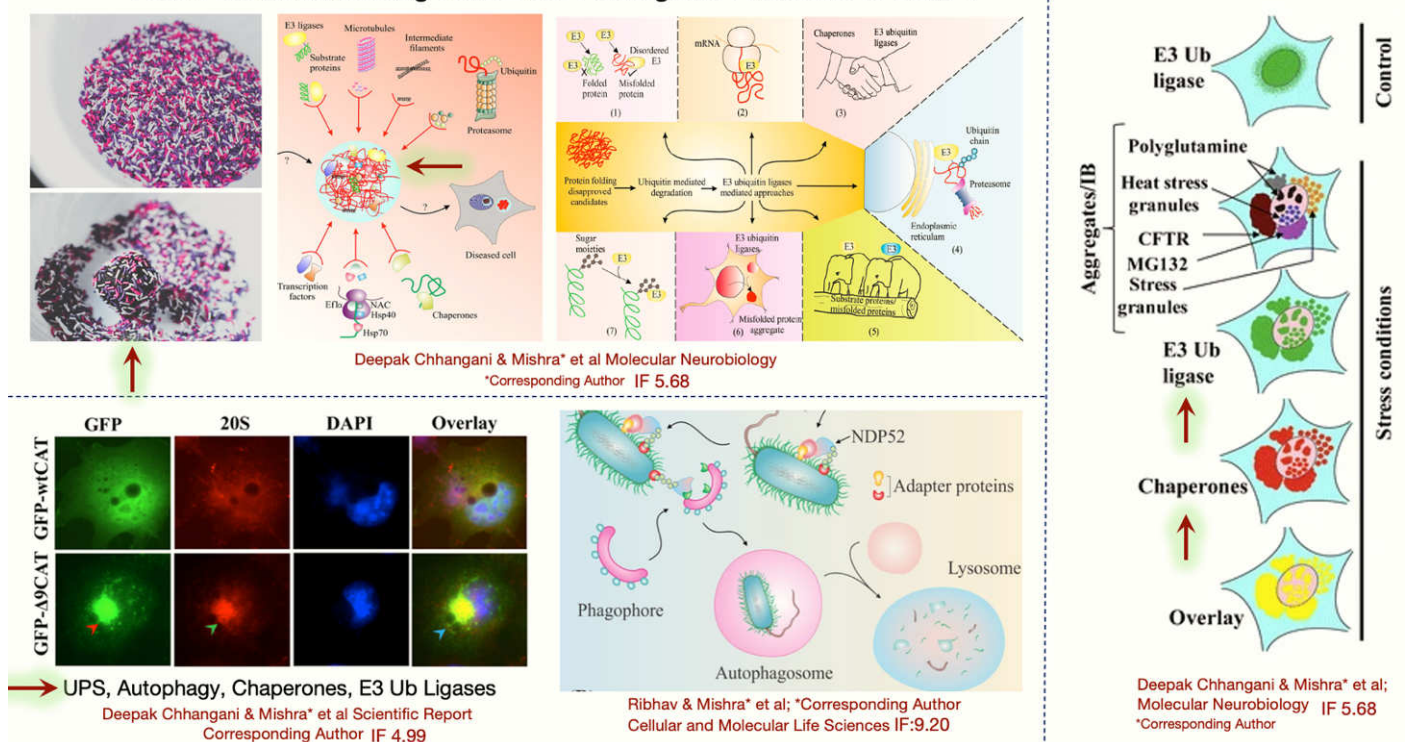 E3 ligases
Microtubules
Intermediate
filaments
Substrate
proteins
Ubiquitin
Proteasome
?
?
Diseased cell
Transcription
factors
NAC
Hsp40
Hsp70
Chaperones
E3
E3
Disordered
E3
E3
Folded
protein
Misfolded
protein
(1)
mRNA
E3
(2)
Chaperones
E3 ubiquitin
ligases
(3)
Protein folding
disapproved
candidates
Ubiquitin mediated
degradation
E3 ubiquitin ligases
mediated approaches
Ubiquitin
chain
E3
Proteasome
Endoplasmic
reticulum
(4)
Sugar
moieties
E3
E3
(7)
E3 ubiquitin
ligases
Misfolded protein
aggregate
(6)
E3
E3
Substrate proteins/
misfolded proteins
(5)
Deepak Chhangani & Mishra* et al Molecular Neurobiology
*Corresponding Author IF 5.68
GFP
20S
DAPI
Overlay
GFP-wtCAT
GFP-Δ9CAT
UPS, Autophagy, Chaperones, E3 Ub Ligases
Deepak Chhangani & Mishra* et al Scientific Report
Corresponding Author IF 4.99
NDP52
Adapter proteins
Phagophore
Lysosome
Autophagosome
Ribhav & Mishra* et al; *Corresponding Author
Cellular and Molecular Life Sciences IF:9.20
E3 Ub
ligase
Control
Aggregates/IB
Polyglutamine
Heat stress
granules
CFTR
MG132
Stress
granules
E3 Ub
ligase
Chaperones
Overlay
Stress conditions
Deepak Chhangani & Mishra* et al;
Molecular Neurobiology IF 5.68
*Corresponding Author